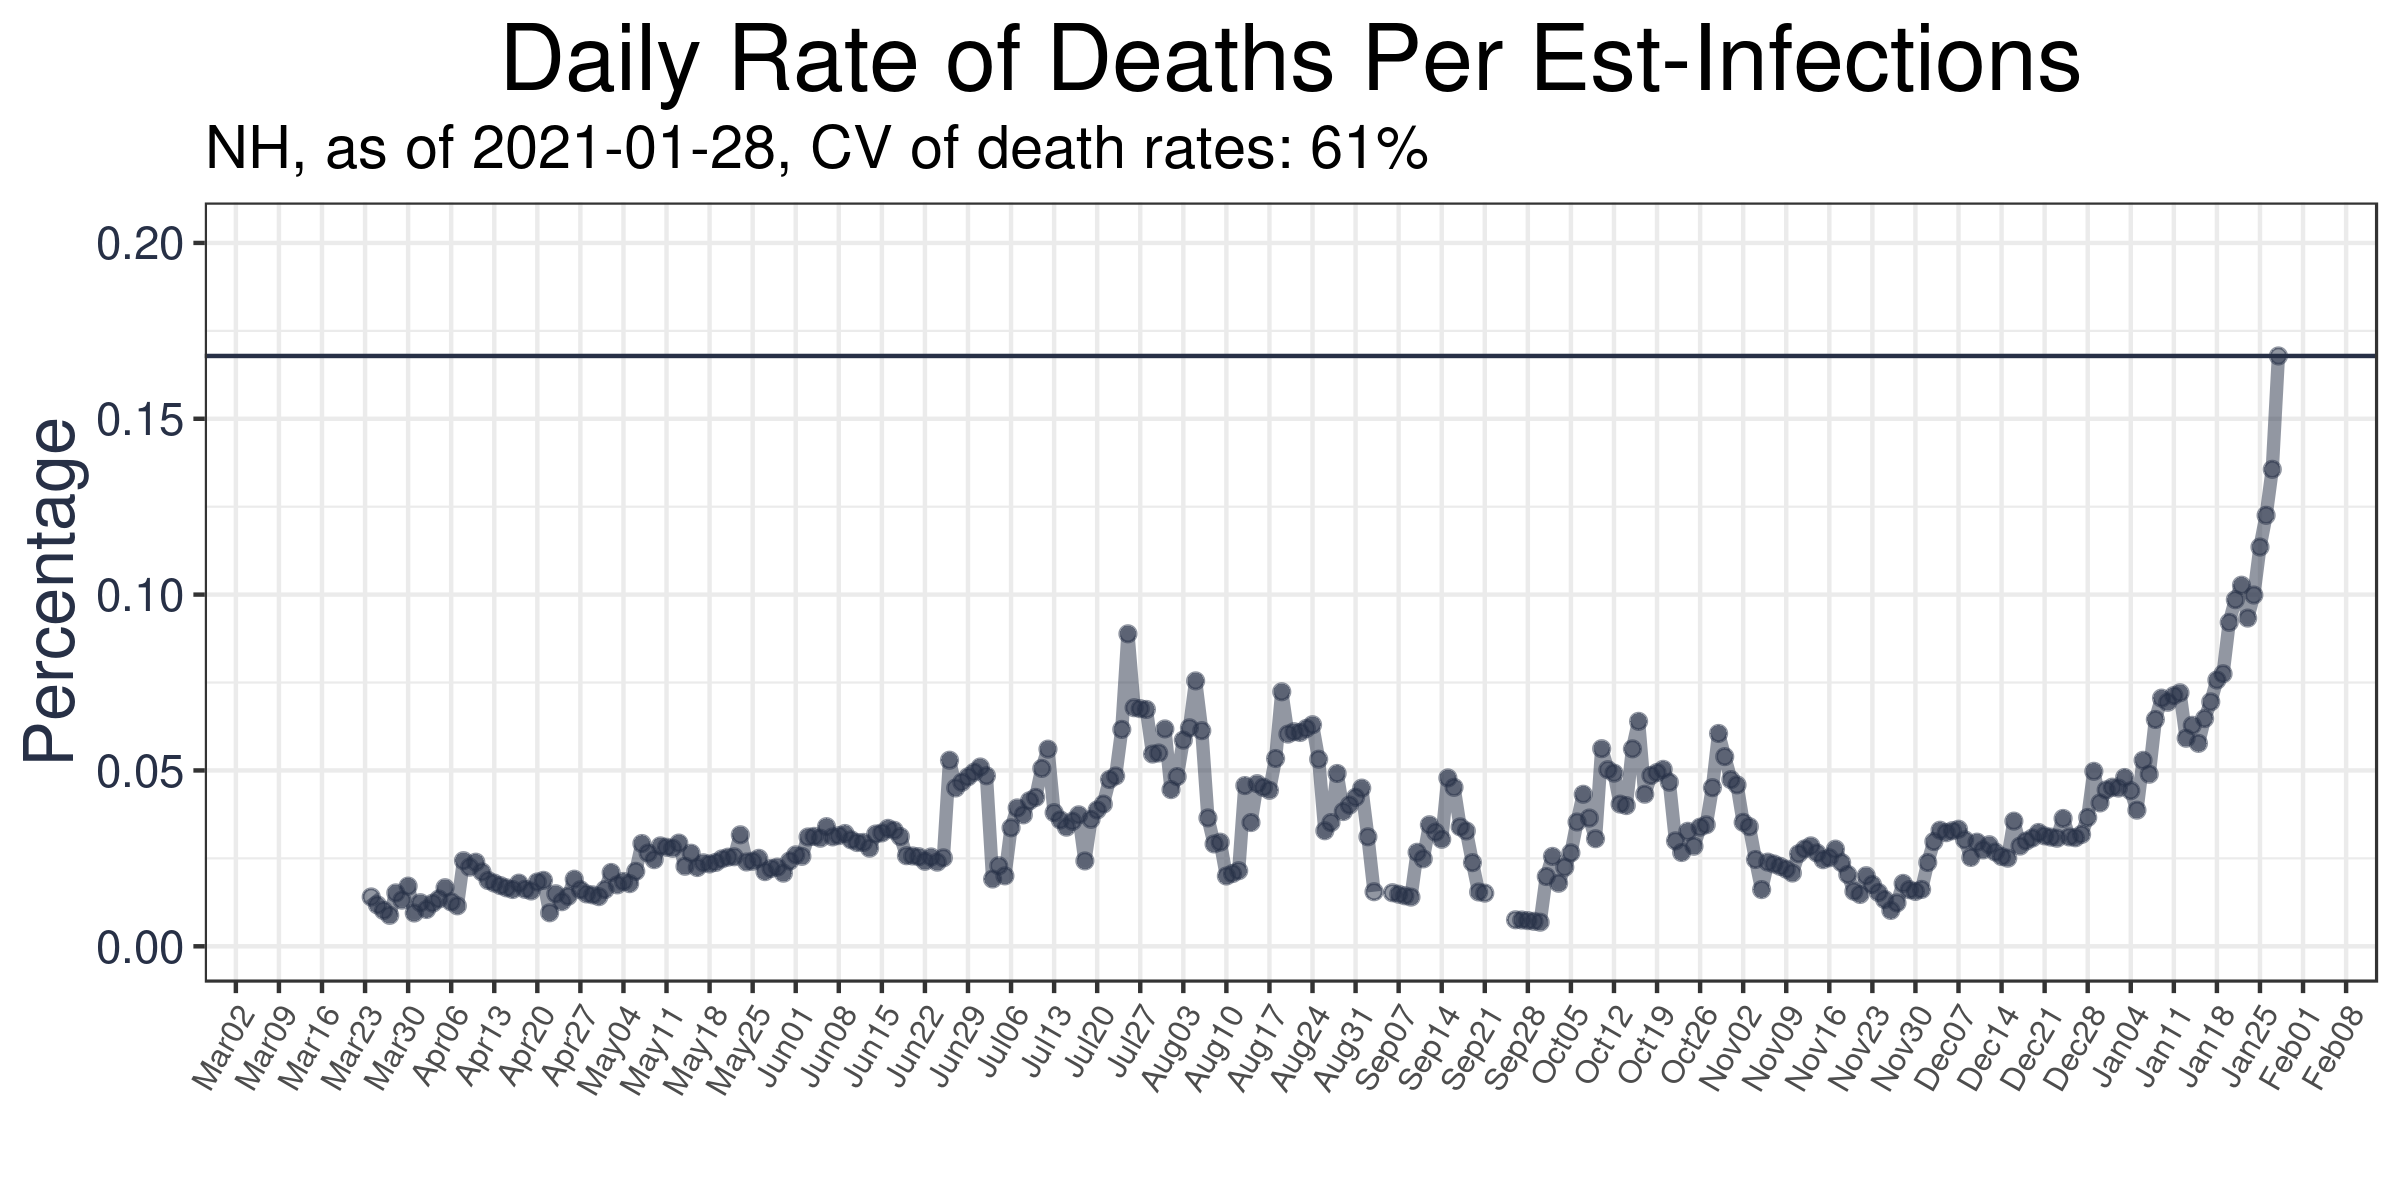 Daily Rate of Deaths Per Est-Infections
NH, as of 2021-01-28, CV of death rates: 61%
Percentage
0.20
0.15
0.10
0.05
0.00
Mar02
Mar09
Mar16
Mar23
Mar30
Apr06
Apr13
Apr20
Apr27
May04
May11
May18
May25
Jun01
Jun08
Jun15
Jun22
Jun29
Jul06
Jul13
Jul20
Jul27
Aug03
Aug10
Aug17
Aug24
Aug31
Sep07
Sep14
Sep21
Sep28
Oct05
Oct12
Oct19
Oct26
Nov02
Nov09
Nov16
Nov23
Nov30
Dec07
Dec14
Dec21
Dec28
Jan04
Jan11
Jan18
Jan25
Feb01
Feb08